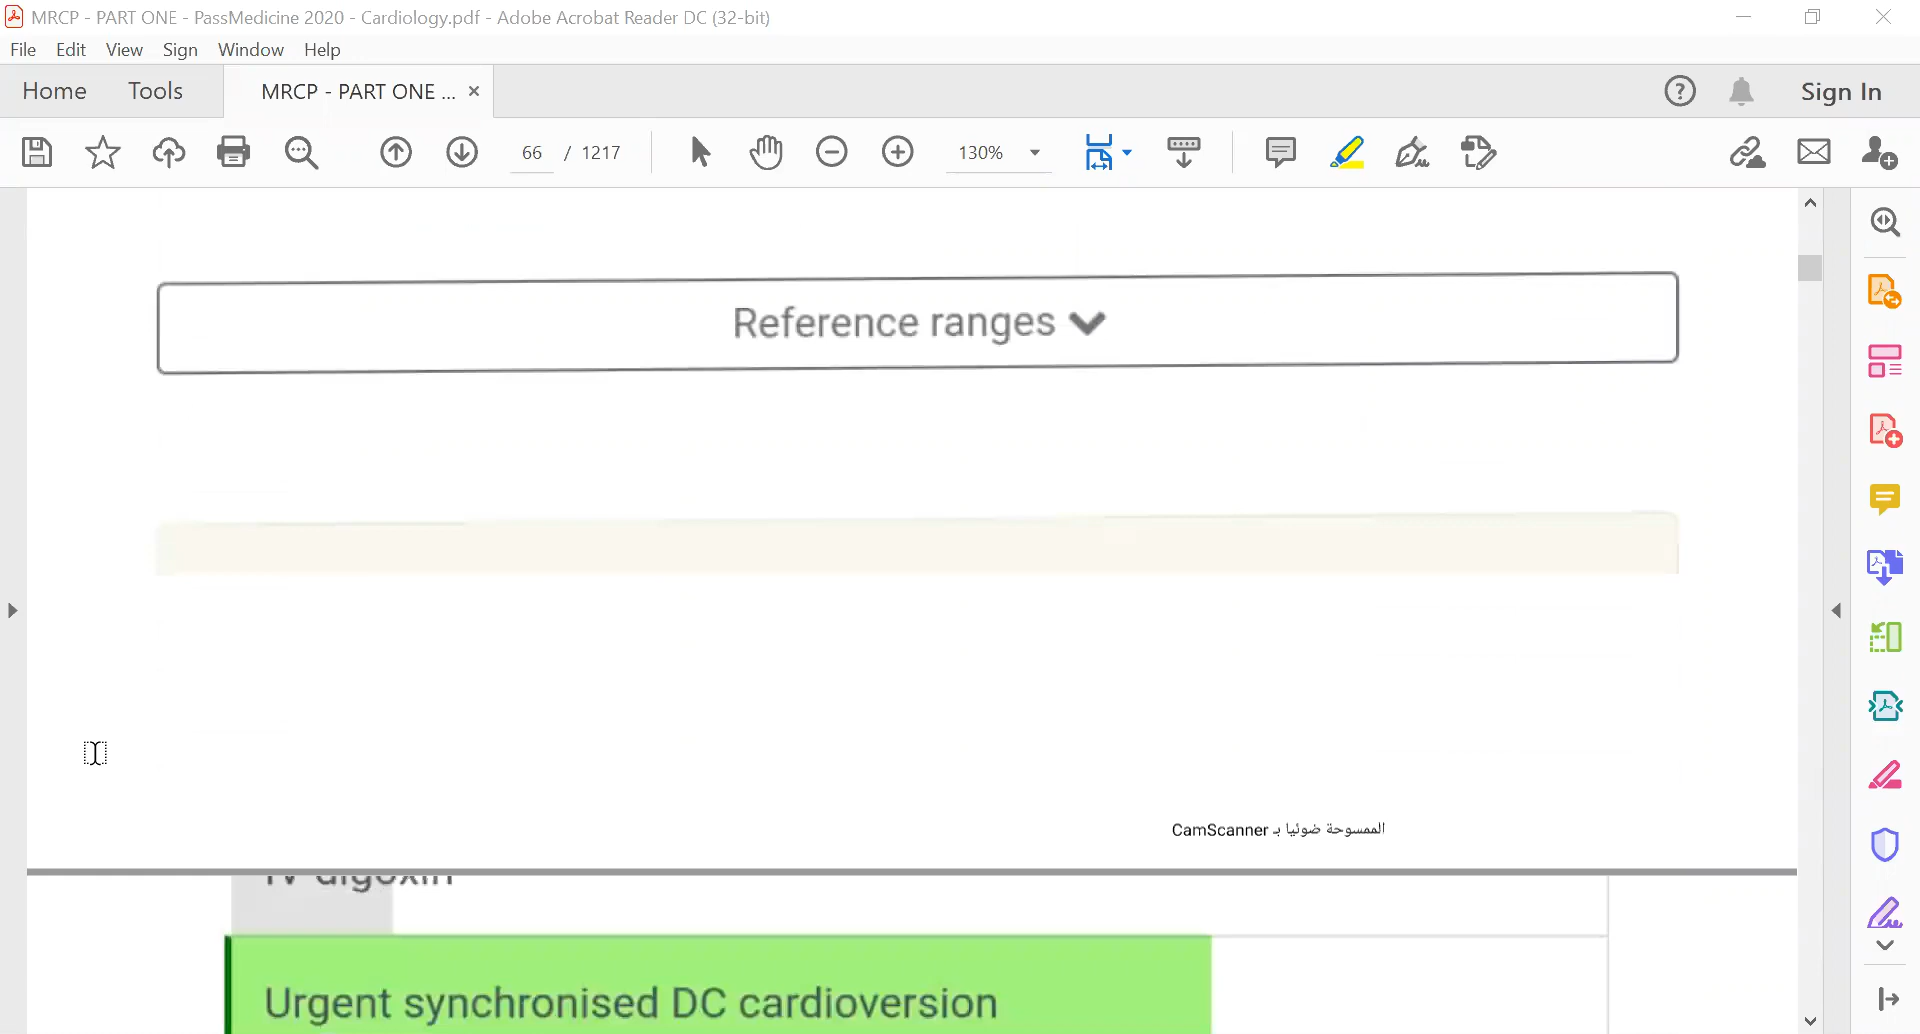 MRCP - PART ONE - PassMedicine 2020 - Cardiology.pdf - Adobe Acrobat Reader DC (32-bit)
File Edit View Sign Window Help
Home Tools MRCP - PART ONE ... × Sign In
66 / 1217 130%
Reference ranges
الممسوحة ضوئيا بـ CamScanner
IV digoxin
Urgent synchronised DC cardioversion